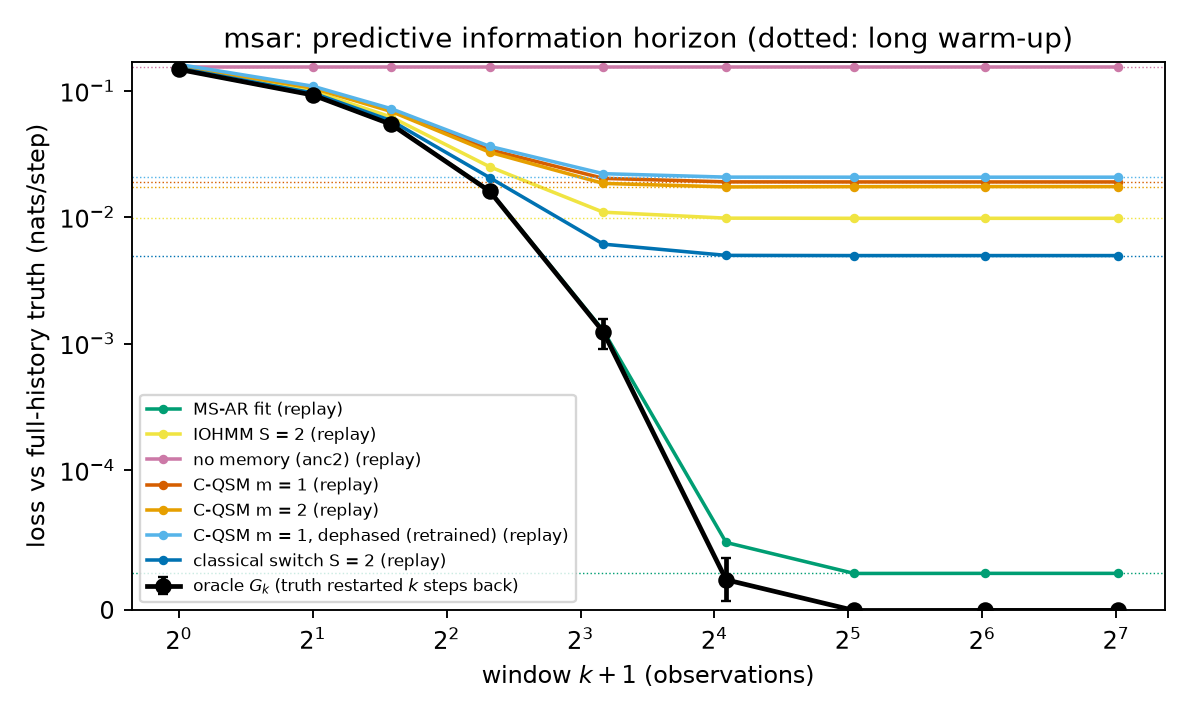 msar: predictive information horizon (dotted: long warm-up)
loss vs full-history truth (nats/step)
10⁻¹
10⁻²
10⁻³
10⁻⁴
0
MS-AR fit (replay)
IOHMM S = 2 (replay)
no memory (anc2) (replay)
C-QSM m = 1 (replay)
C-QSM m = 2 (replay)
C-QSM m = 1, dephased (retrained) (replay)
classical switch S = 2 (replay)
oracle Gₖ (truth restarted k steps back)
2⁰ 2¹ 2² 2³ 2⁴ 2⁵ 2⁶ 2⁷
window k + 1 (observations)